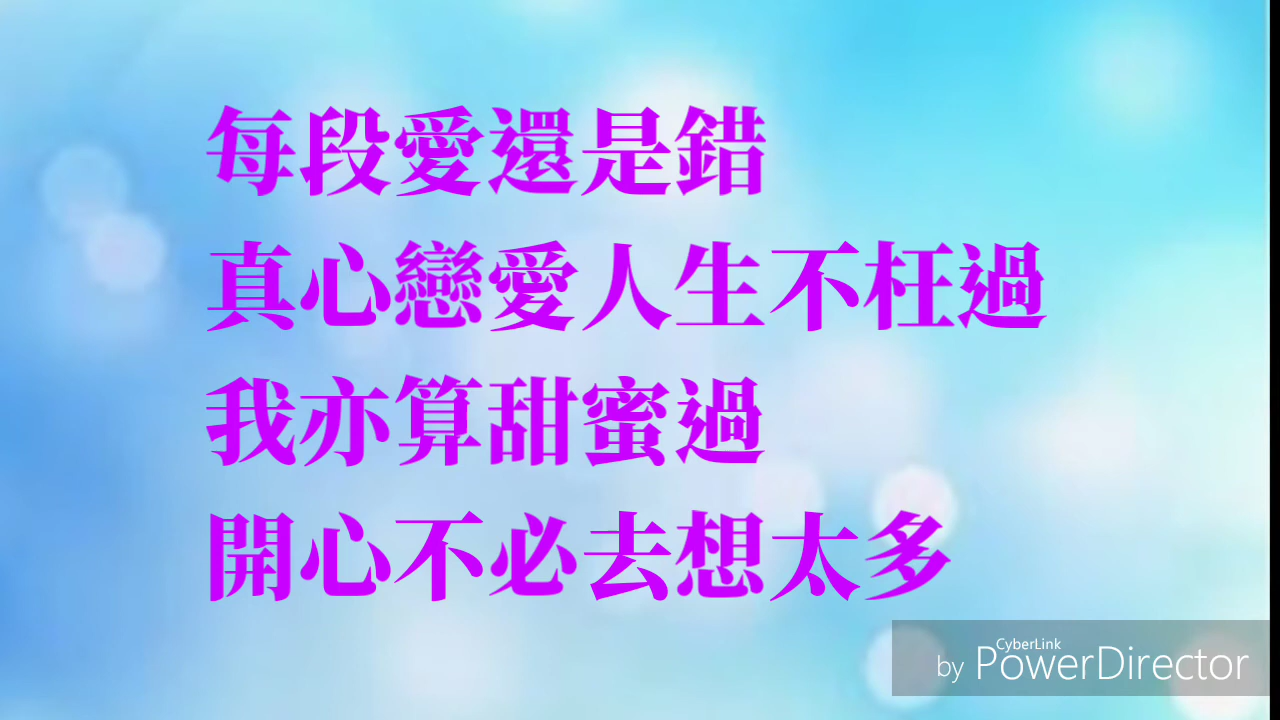 每段愛還是錯
真心戀愛人生不枉過
我亦算甜蜜過
開心不必去想太多
CyberLink
by PowerDirector